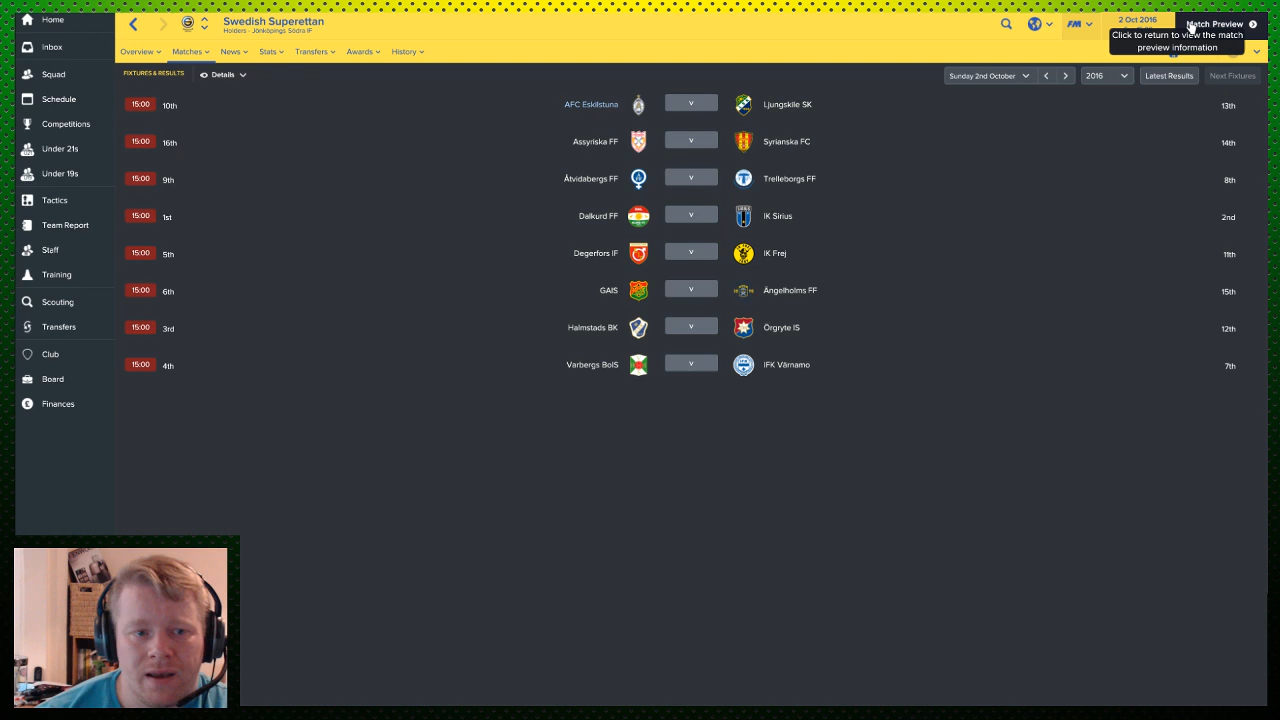 Home
Swedish Superettan
Holders - Jönköpings Södra IF
FM
2 Oct 2016
Match Preview
Click to return to view the match
preview information
Inbox
Overview Matches News Stats Transfers Awards History
Squad
FIXTURES & RESULTS
Details
Sunday 2nd October
2016
Latest Results
Next Fixtures
Schedule
Competitions
Under 21s
Under 19s
Tactics
Team Report
Staff
Training
Scouting
Transfers
Club
Board
Finances
15:00 10th AFC Eskilstuna v Ljungskile SK 13th
15:00 16th Assyriska FF v Syrianska FC 14th
15:00 9th Åtvidabergs FF v Trelleborgs FF 8th
15:00 1st Dalkurd FF v IK Sirius 2nd
15:00 5th Degerfors IF v IK Frej 11th
15:00 6th GAIS v Ängelholms FF 15th
15:00 3rd Halmstads BK v Örgryte IS 12th
15:00 4th Varbergs BoIS v IFK Värnamo 7th